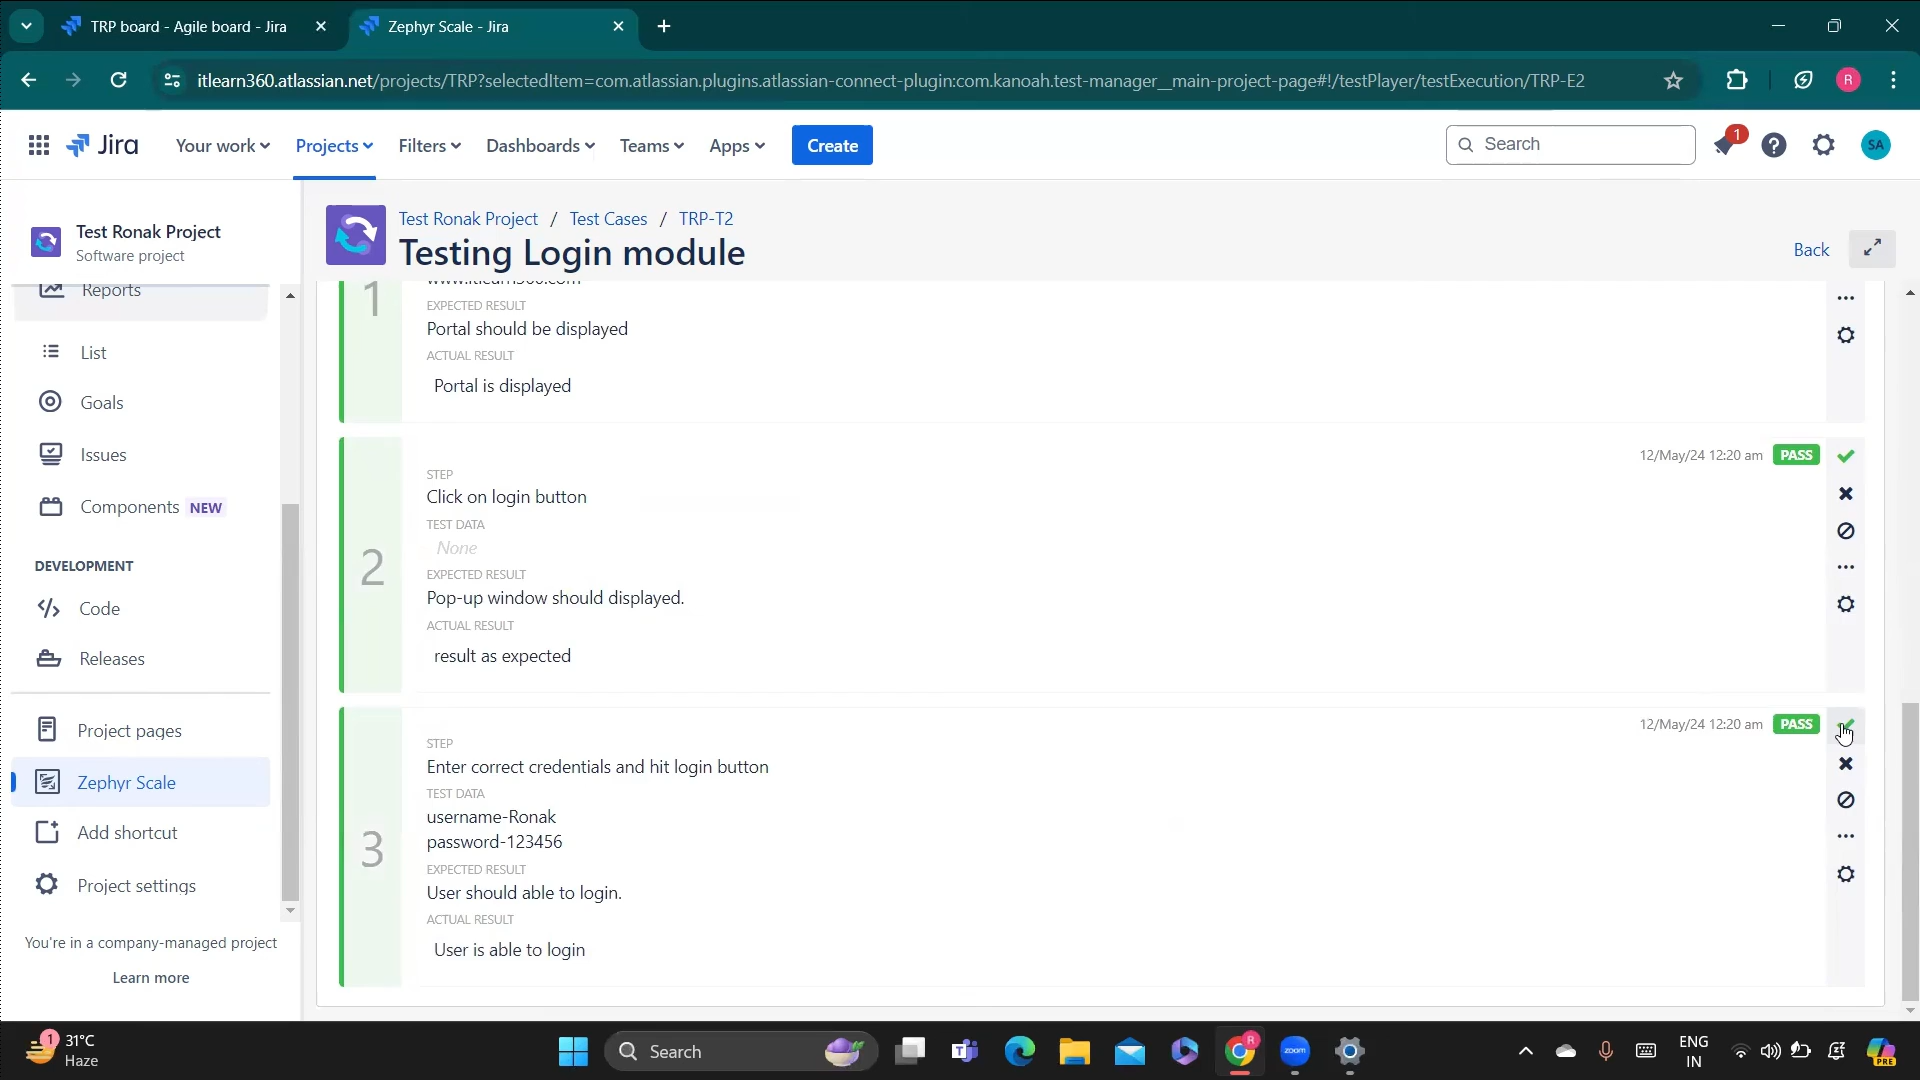 TRP board - Agile board - Jira
Zephyr Scale - Jira
itlearn360.atlassian.net/projects/TRP?selectedItem=com.atlassian.plugins.atlassian-connect-plugin:com.kanoah.test-manager__main-project-page#!/testPlayer/testExecution/TRP-E2
R
Jira
Your work
Projects
Filters
Dashboards
Teams
Apps
Create
Search
1
SA
Test Ronak Project
Software project
Reports
List
Goals
Issues
Components NEW
DEVELOPMENT
Code
Releases
Project pages
Zephyr Scale
Add shortcut
Project settings
You're in a company-managed project
Learn more
Test Ronak Project / Test Cases / TRP-T2
Testing Login module
Back
1
www.itlearn360.com
EXPECTED RESULT
Portal should be displayed
ACTUAL RESULT
Portal is displayed
12/May/24 12:20 am PASS
2
STEP
Click on login button
TEST DATA
None
EXPECTED RESULT
Pop-up window should displayed.
ACTUAL RESULT
result as expected
12/May/24 12:20 am PASS
3
STEP
Enter correct credentials and hit login button
TEST DATA
username-Ronak
password-123456
EXPECTED RESULT
User should able to login.
ACTUAL RESULT
User is able to login
1
31°C
Haze
Search
R
zoom
ENG
IN
PRE